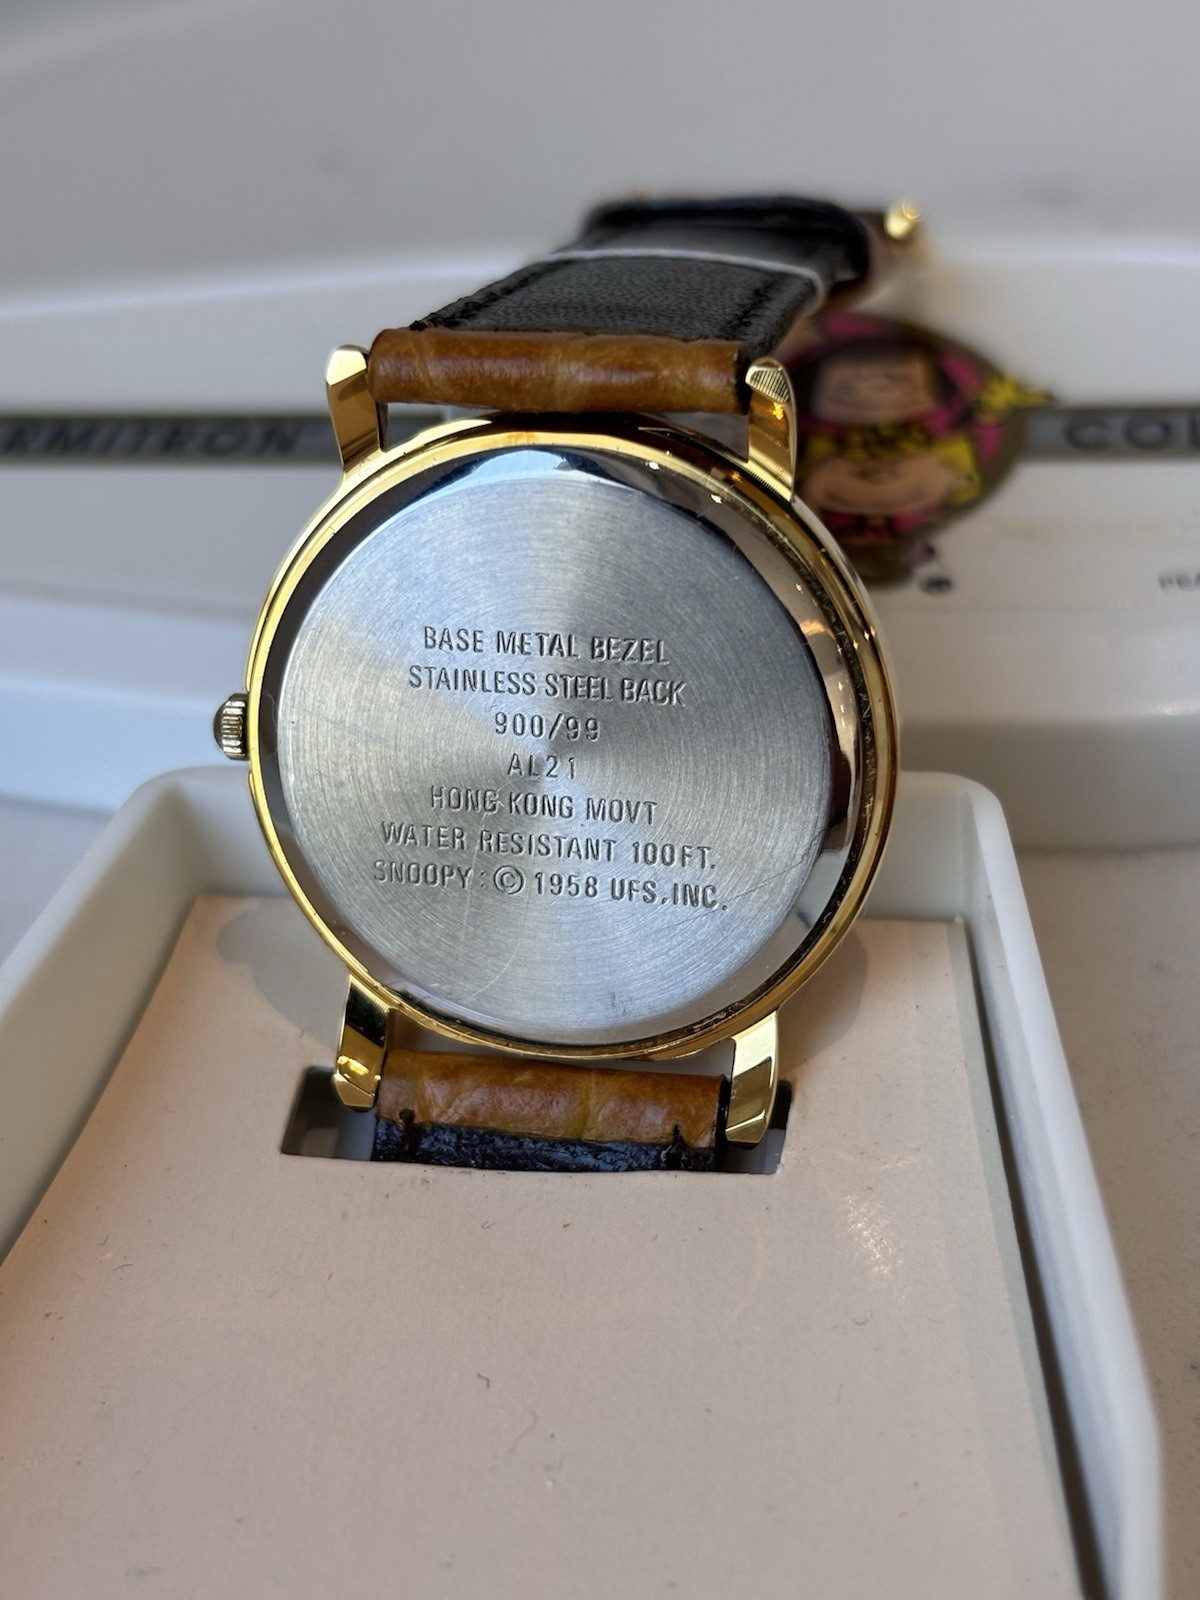 RMITRON
BASE METAL BEZEL
STAINLESS STEEL BACK
900/99
AL21
HONG KONG MOVT
WATER RESISTANT 100FT.
SNOOPY: © 1958 UFS, INC.